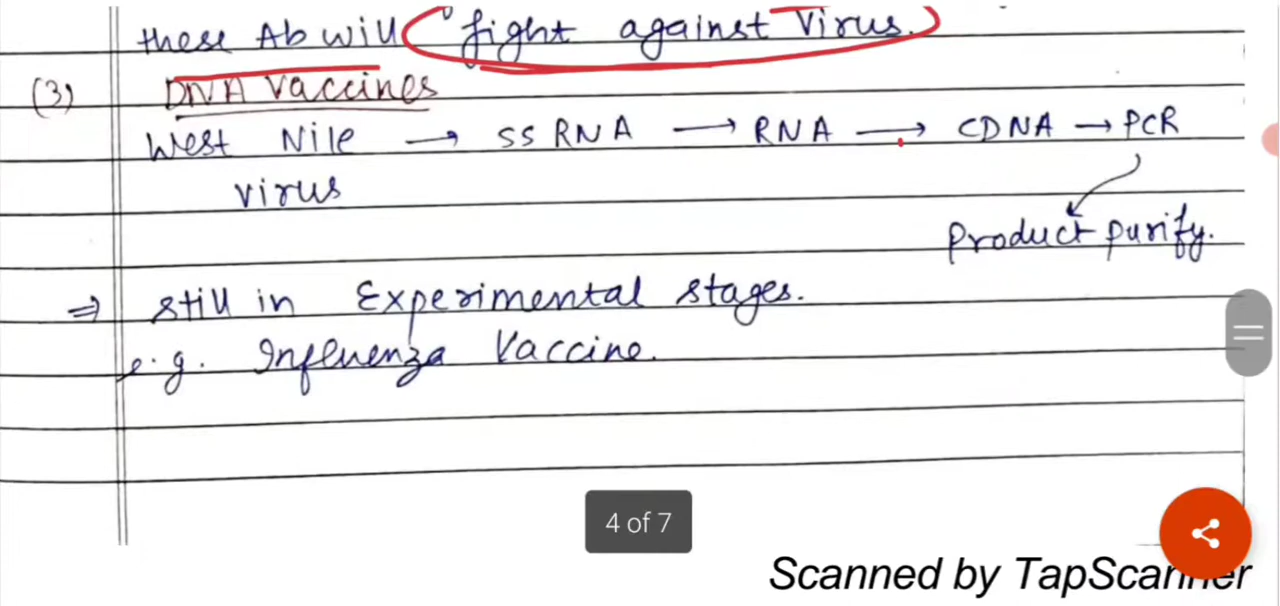 these Ab will fight against Virus.
(3) DNA Vaccines
West Nile → ss RNA → RNA → CDNA → PCR
virus
Product purify.
⇒ still in Experimental stages.
e.g. Influenza Vaccine.
4 of 7
Scanned by TapScanner